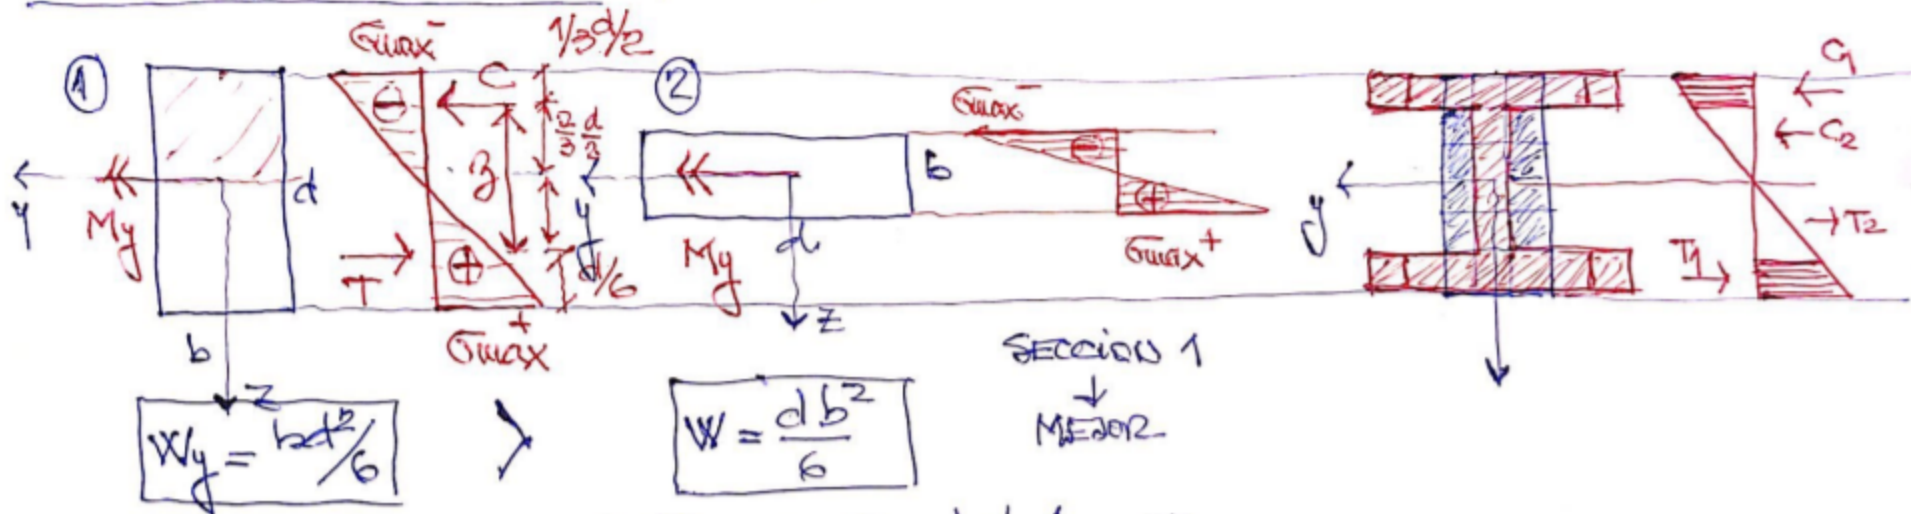 ①
σmax⁻
⊖
C
1/3 d/2
2/3 d/2
z
y
My
d
T
⊕
d/6
σmax⁺
b
z
Wy = bd²/6
>
②
b
My
d
y
z
σmax⁻
⊖
⊕
σmax⁺
W = db²/6
SECCIÓN 1
↓
MEJOR
y
C1
C2
T2
T1